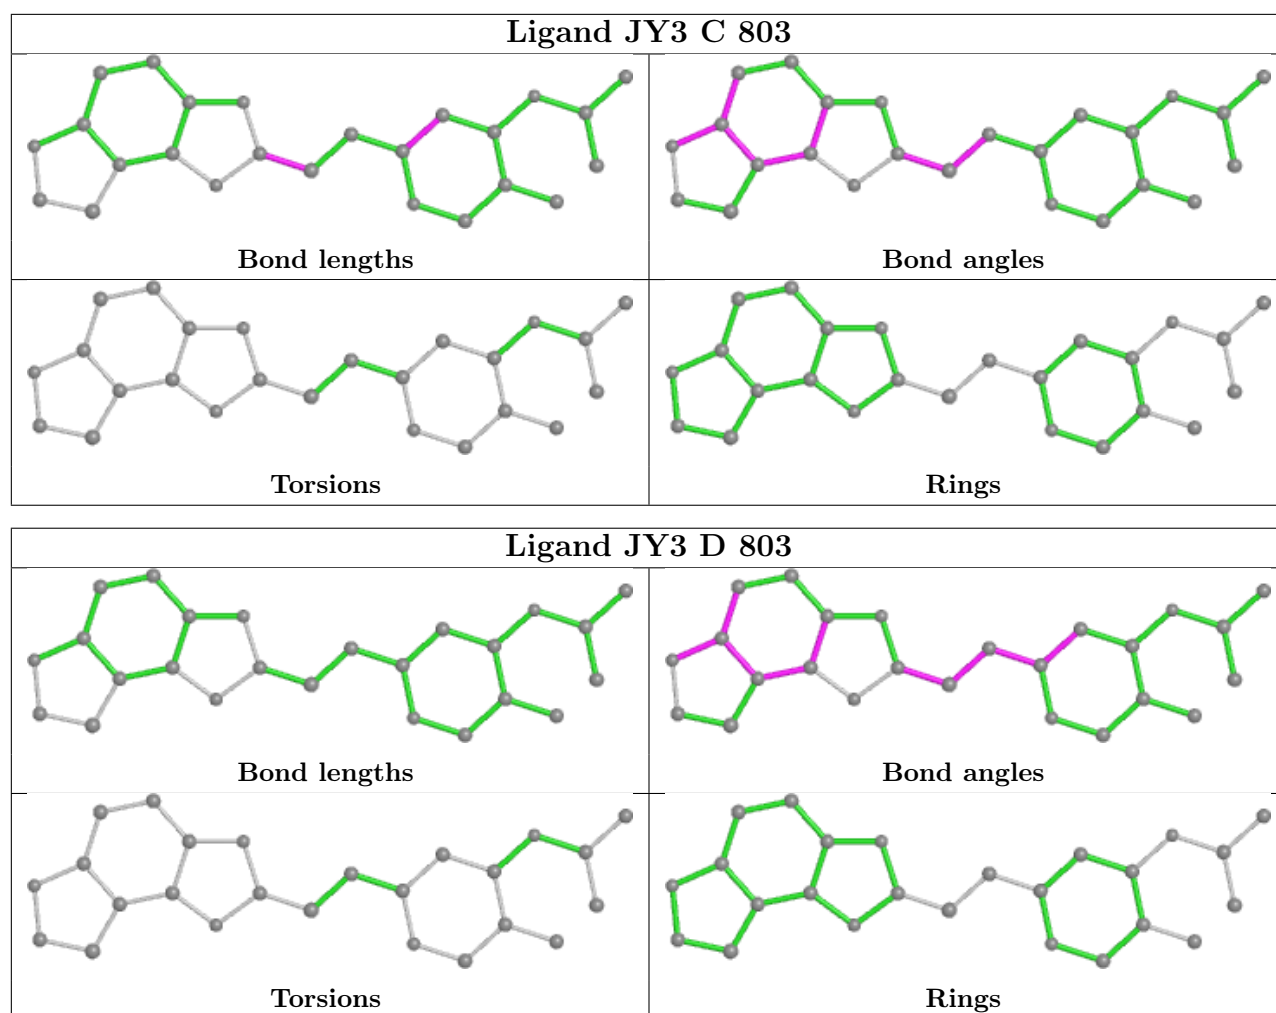 Ligand JY3 C 803
Bond lengths
Bond angles
Torsions
Rings
Ligand JY3 D 803
Bond lengths
Bond angles
Torsions
Rings